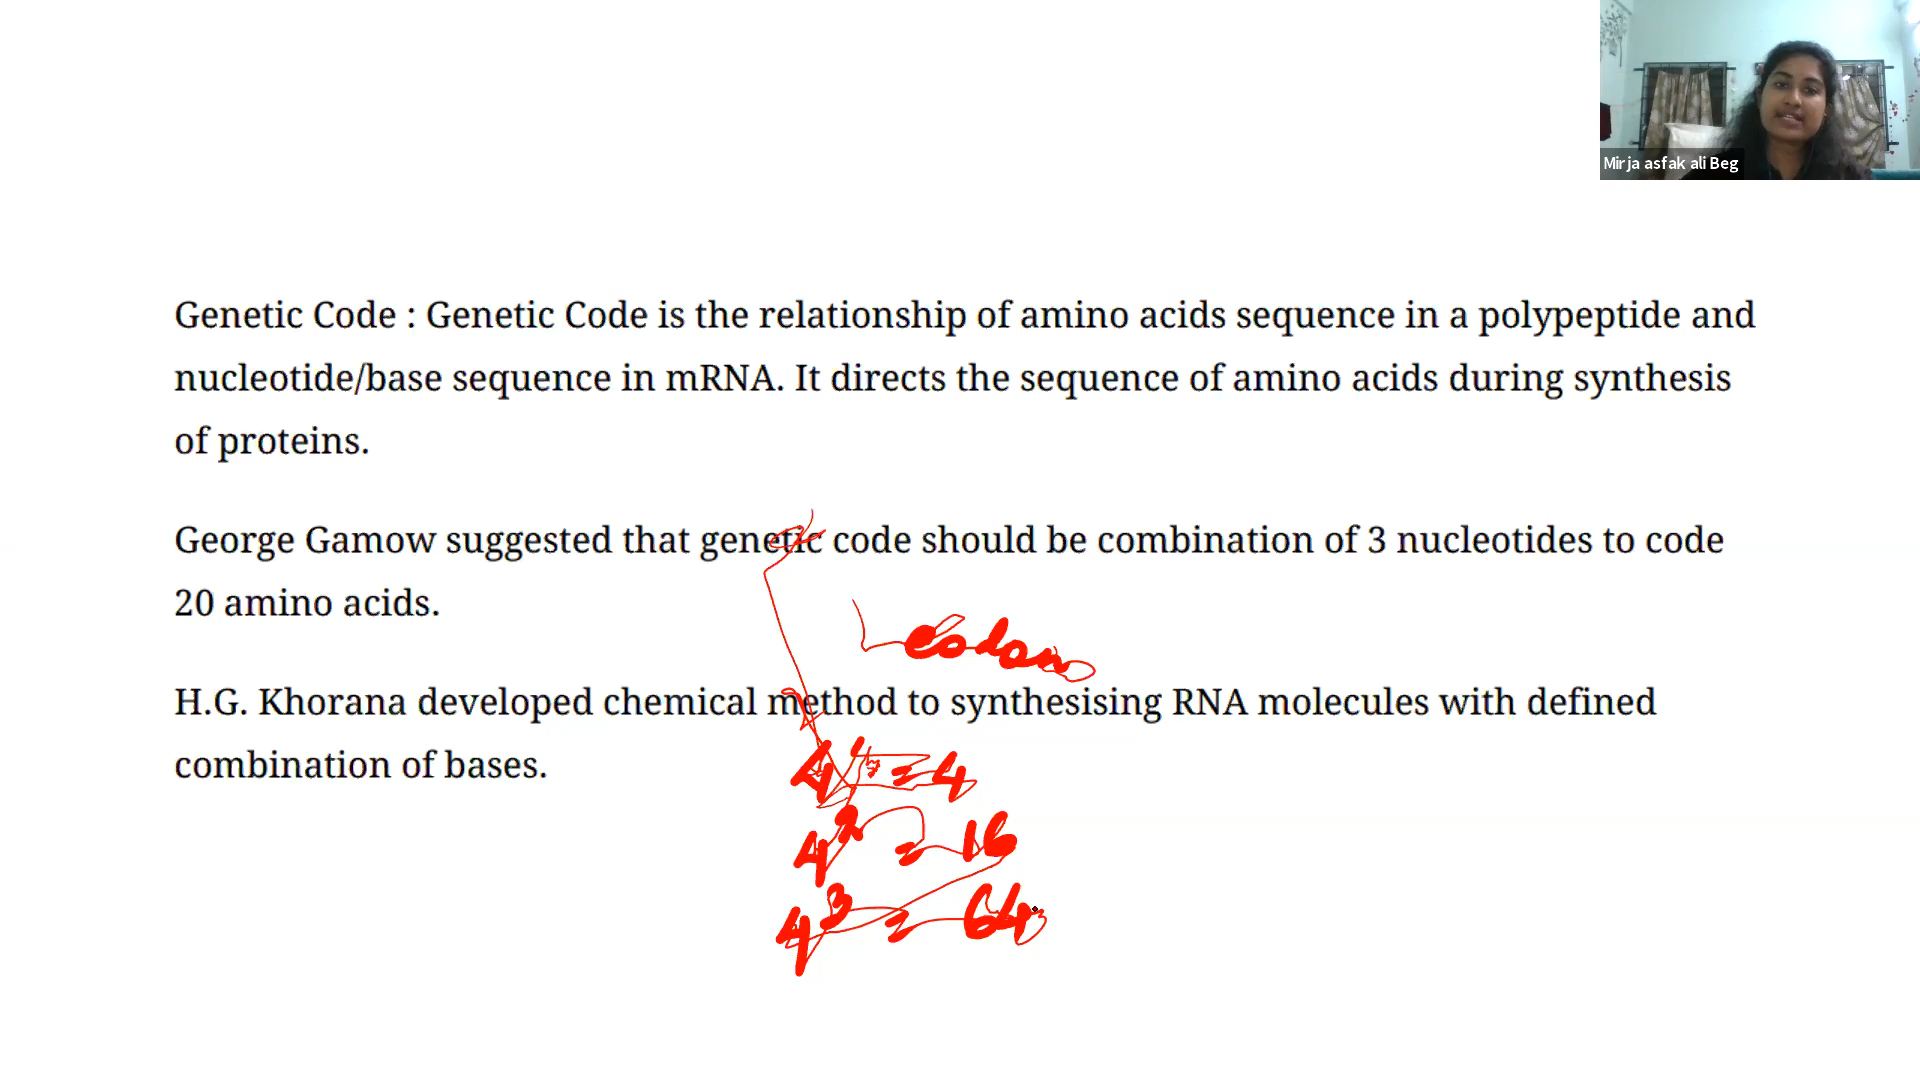 Mirja asfak ali Beg
Genetic Code : Genetic Code is the relationship of amino acids sequence in a polypeptide and
nucleotide/base sequence in mRNA. It directs the sequence of amino acids during synthesis
of proteins.
George Gamow suggested that genetic code should be combination of 3 nucleotides to code
20 amino acids.
codon
H.G. Khorana developed chemical method to synthesising RNA molecules with defined
combination of bases.
4¹ = 4
4² = 16
4³ = 64